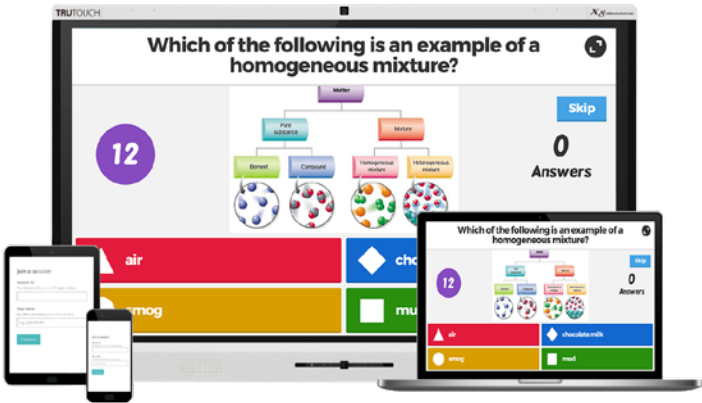 TRUTOUCH
X8
Which of the following is an example of a
homogeneous mixture?
Matter
Pure
substance
Mixture
Element
Compound
Homogeneous
mixture
Heterogeneous
mixture
12
Skip
0
Answers
air
cho
smog
mu
Join a session
Which of the following is an example of a
homogeneous mixture?
12
Skip
0
Answers
air
chocolate milk
smog
mud